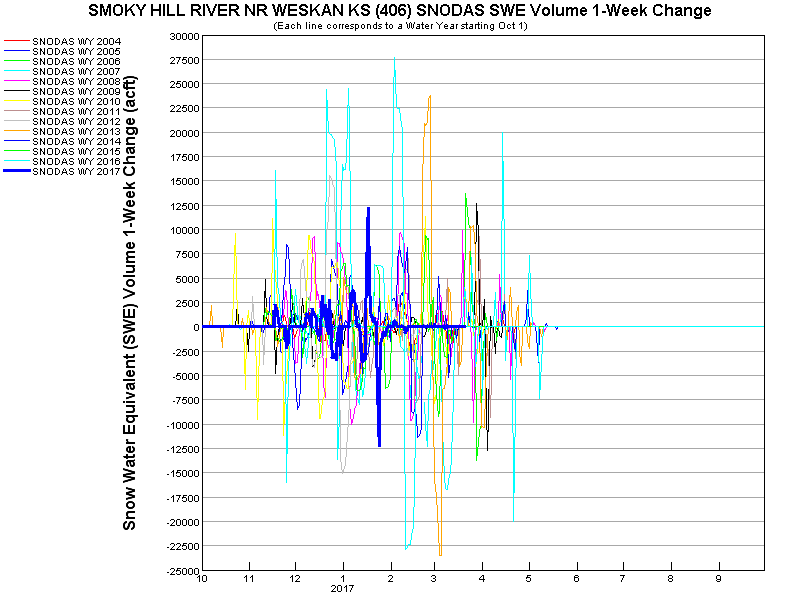 SMOKY HILL RIVER NR WESKAN KS (406) SNODAS SWE Volume 1-Week Change
(Each line corresponds to a Water Year starting Oct 1)
SNODAS WY 2004
SNODAS WY 2005
SNODAS WY 2006
SNODAS WY 2007
SNODAS WY 2008
SNODAS WY 2009
SNODAS WY 2010
SNODAS WY 2011
SNODAS WY 2012
SNODAS WY 2013
SNODAS WY 2014
SNODAS WY 2015
SNODAS WY 2016
SNODAS WY 2017
Snow Water Equivalent (SWE) Volume 1-Week Change (acft)
30000
27500
25000
22500
20000
17500
15000
12500
10000
7500
5000
2500
0
-2500
-5000
-7500
-10000
-12500
-15000
-17500
-20000
-22500
-25000
10 11 12 1 2 3 4 5 6 7 8 9
2017